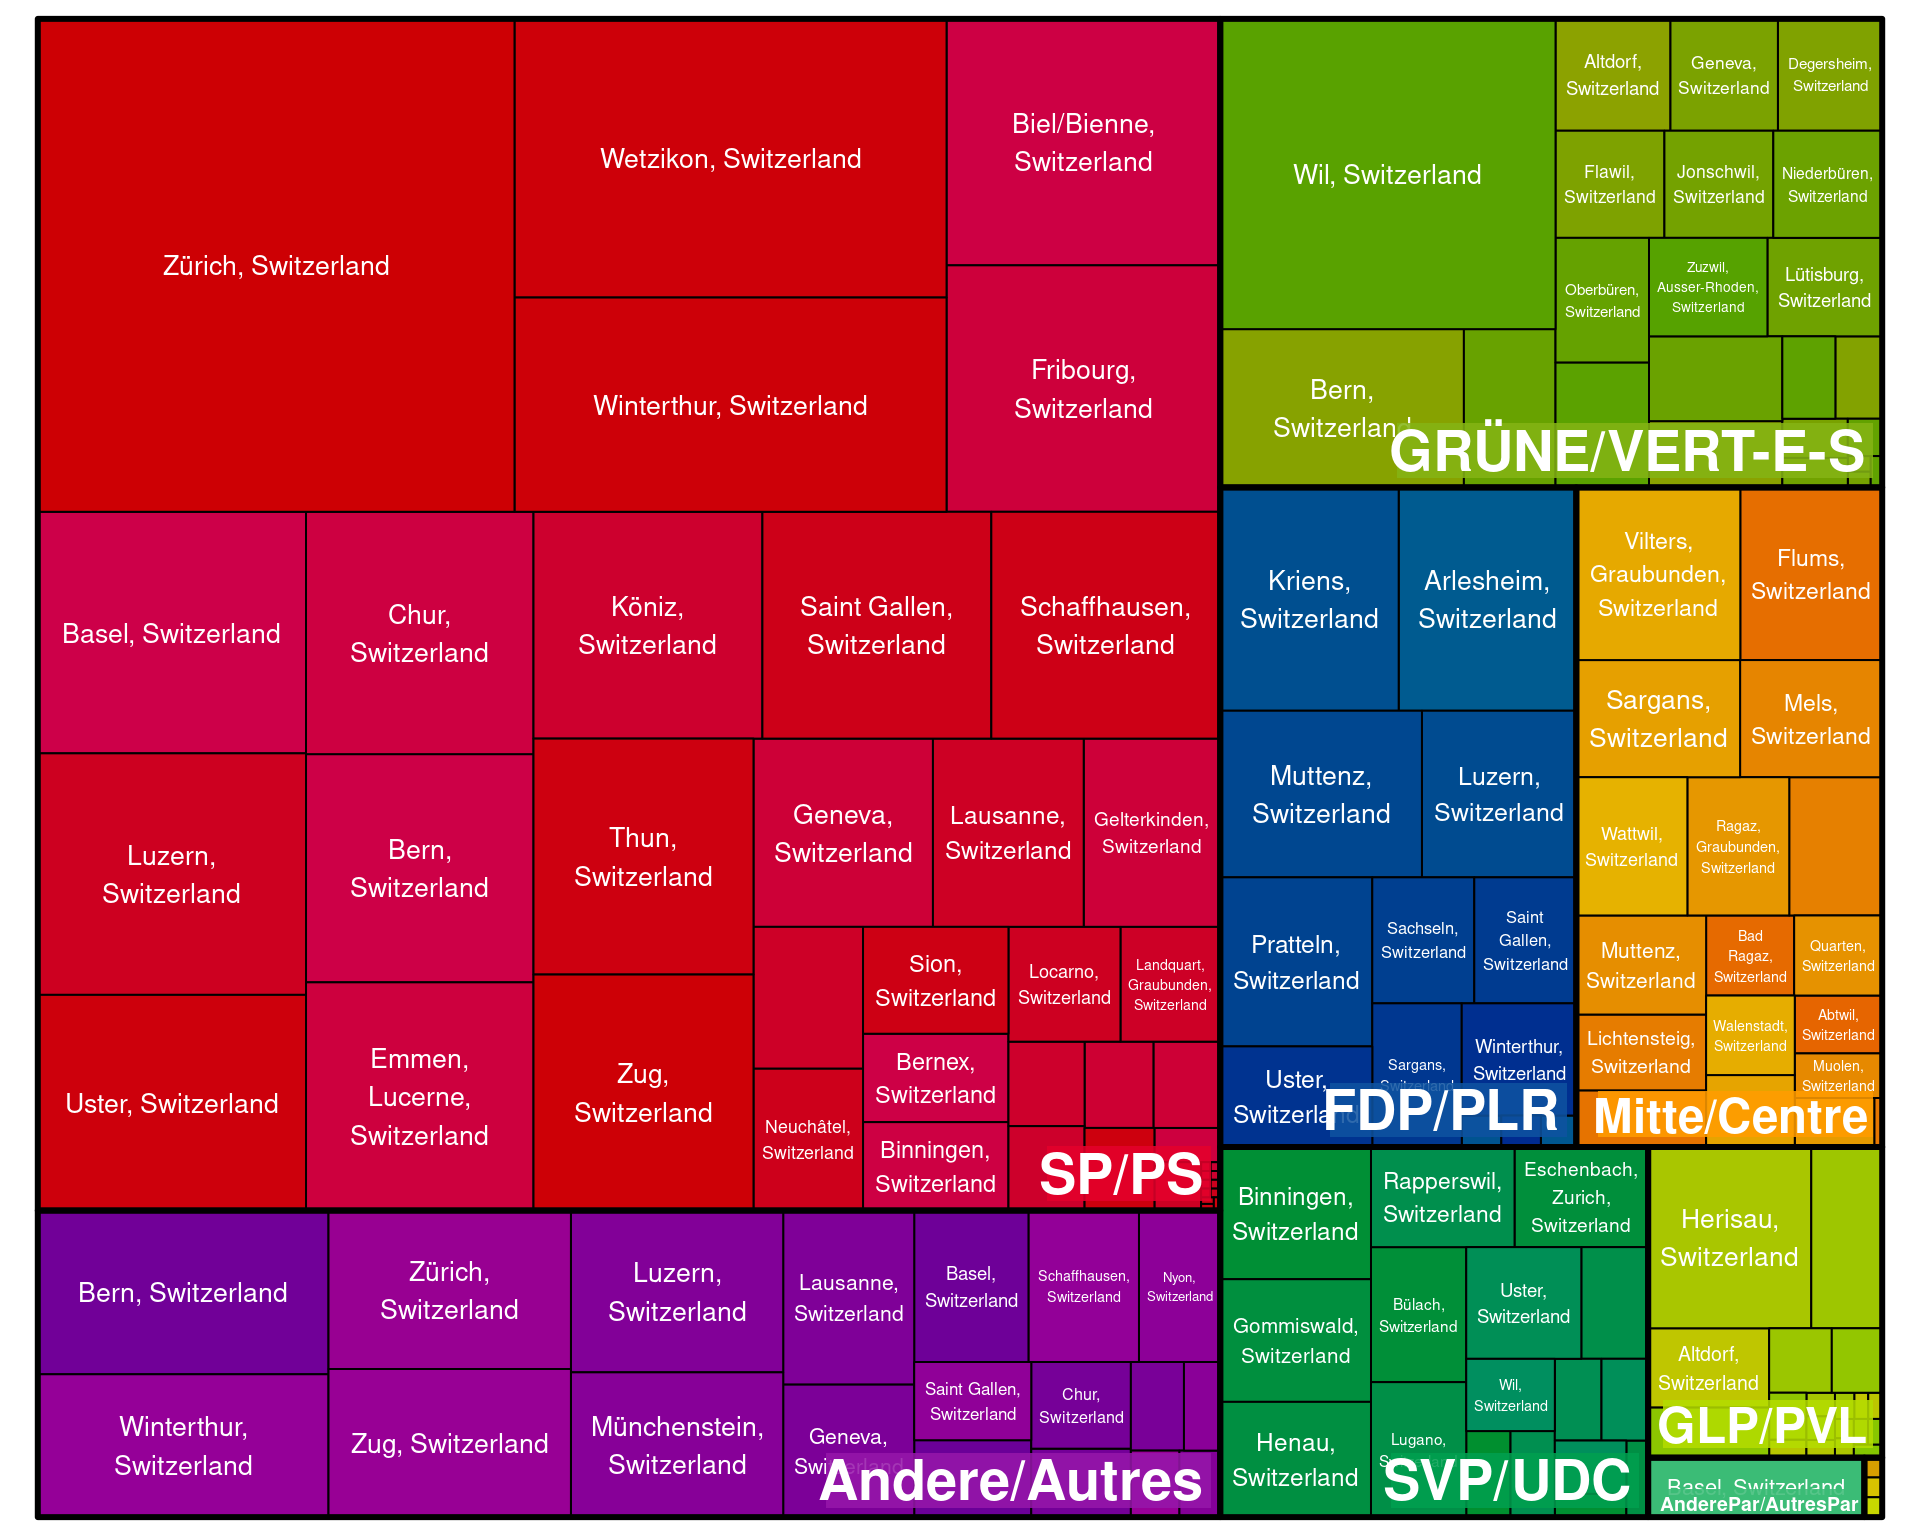 Zürich, Switzerland
Wetzikon, Switzerland
Winterthur, Switzerland
Biel/Bienne,
Switzerland
Fribourg,
Switzerland
Basel, Switzerland
Chur,
Switzerland
Köniz,
Switzerland
Saint Gallen,
Switzerland
Schaffhausen,
Switzerland
Luzern,
Switzerland
Bern,
Switzerland
Thun,
Switzerland
Geneva,
Switzerland
Lausanne,
Switzerland
Gelterkinden,
Switzerland
Uster, Switzerland
Emmen,
Lucerne,
Switzerland
Zug,
Switzerland
Sion,
Switzerland
Locarno,
Switzerland
Landquart,
Graubunden,
Switzerland
Bernex,
Switzerland
Neuchâtel,
Switzerland
Binningen,
Switzerland
SP/PS
Wil, Switzerland
Altdorf,
Switzerland
Geneva,
Switzerland
Degersheim,
Switzerland
Flawil,
Switzerland
Jonschwil,
Switzerland
Niederbüren,
Switzerland
Oberbüren,
Switzerland
Zuzwil,
Ausser-Rhoden,
Switzerland
Lütisburg,
Switzerland
Bern,
Switzerland
GRÜNE/VERT-E-S
Kriens,
Switzerland
Arlesheim,
Switzerland
Muttenz,
Switzerland
Luzern,
Switzerland
Pratteln,
Switzerland
Sachseln,
Switzerland
Saint
Gallen,
Switzerland
Uster,
Switzerland
Sargans,
Switzerland
Winterthur,
Switzerland
FDP/PLR
Vilters,
Graubunden,
Switzerland
Flums,
Switzerland
Sargans,
Switzerland
Mels,
Switzerland
Wattwil,
Switzerland
Ragaz,
Graubunden,
Switzerland
Muttenz,
Switzerland
Bad
Ragaz,
Switzerland
Quarten,
Switzerland
Lichtensteig,
Switzerland
Walenstadt,
Switzerland
Abtwil,
Switzerland
Muolen,
Switzerland
Mitte/Centre
Bern, Switzerland
Zürich,
Switzerland
Luzern,
Switzerland
Lausanne,
Switzerland
Basel,
Switzerland
Schaffhausen,
Switzerland
Nyon,
Switzerland
Winterthur,
Switzerland
Zug, Switzerland
Münchenstein,
Switzerland
Geneva,
Switzerland
Saint Gallen,
Switzerland
Chur,
Switzerland
Andere/Autres
Binningen,
Switzerland
Rapperswil,
Switzerland
Eschenbach,
Zurich,
Switzerland
Gommiswald,
Switzerland
Bülach,
Switzerland
Uster,
Switzerland
Henau,
Switzerland
Lugano,
Switzerland
Wil,
Switzerland
SVP/UDC
Herisau,
Switzerland
Altdorf,
Switzerland
GLP/PVL
Basel, Switzerland
AnderePar/AutresPar